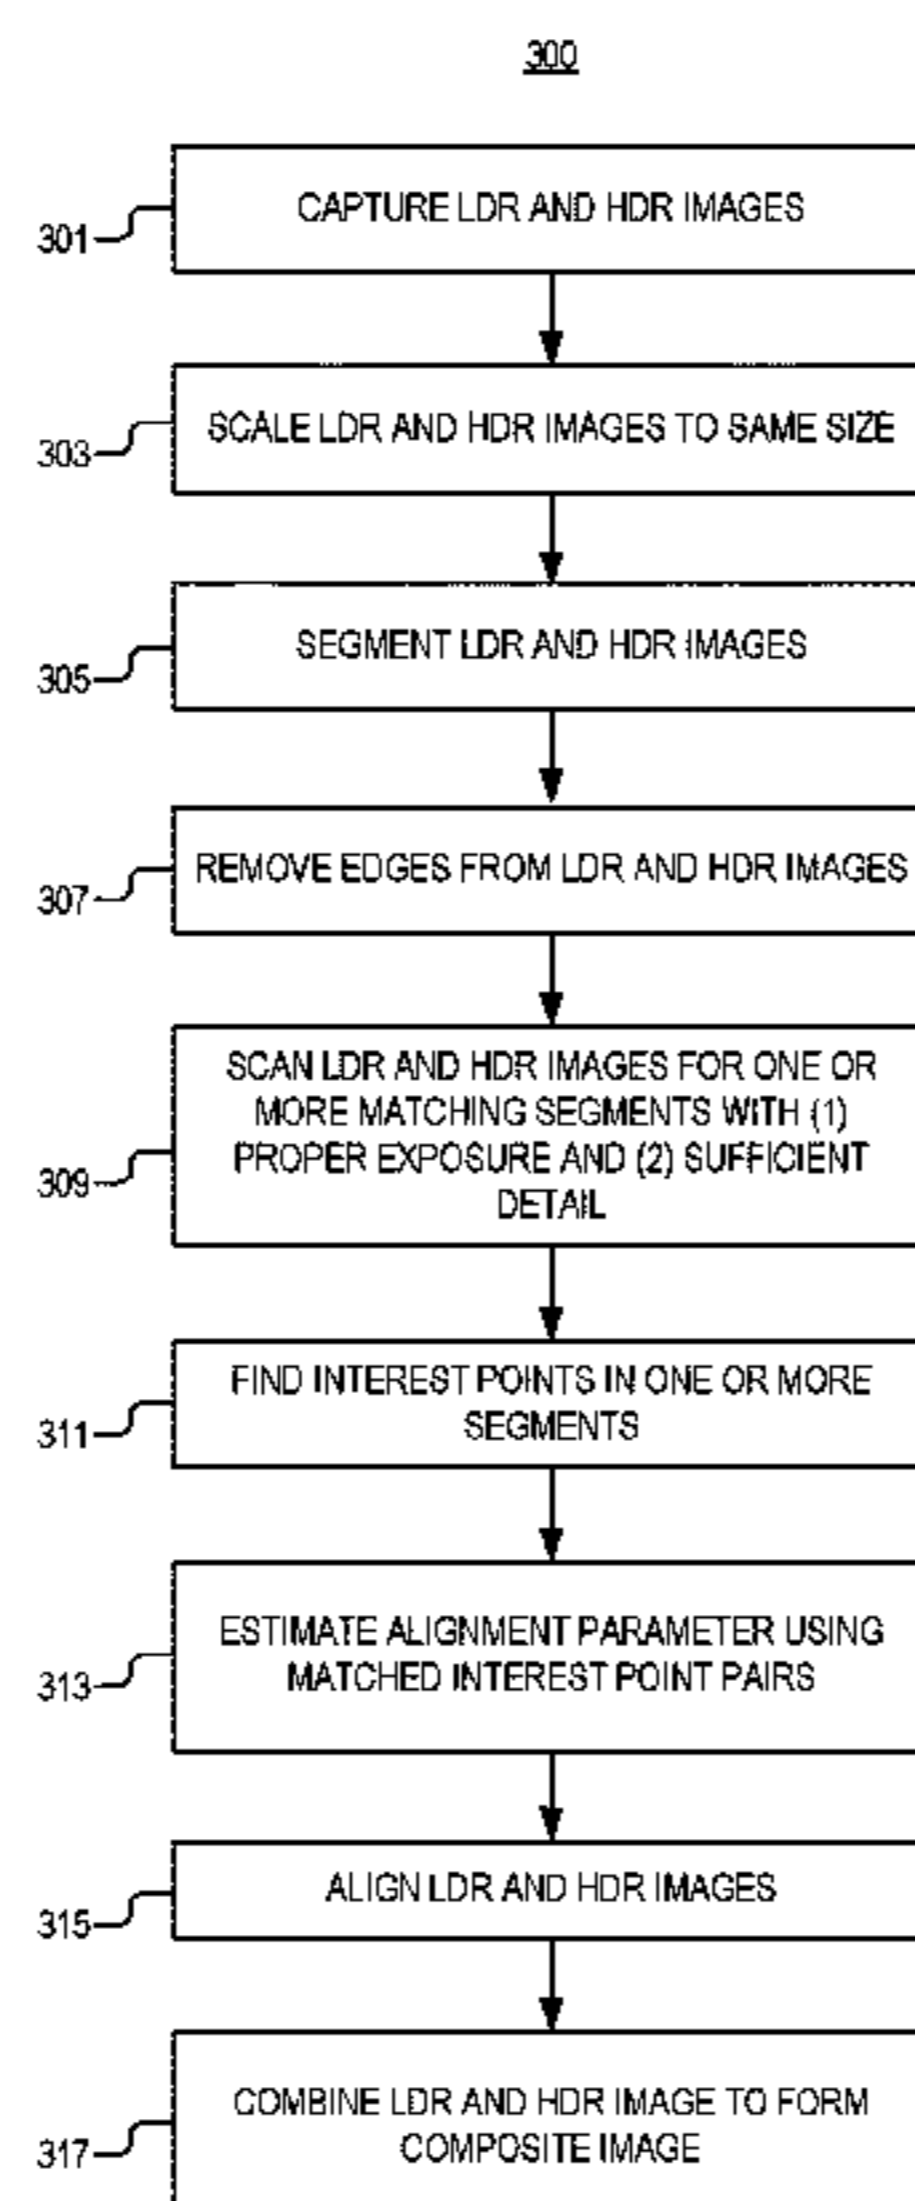 300
301
CAPTURE LDR AND HDR IMAGES
303
SCALE LDR AND HDR IMAGES TO SAME SIZE
305
SEGMENT LDR AND HDR IMAGES
307
REMOVE EDGES FROM LDR AND HDR IMAGES
309
SCAN LDR AND HDR IMAGES FOR ONE OR
MORE MATCHING SEGMENTS WITH (1)
PROPER EXPOSURE AND (2) SUFFICIENT
DETAIL
311
FIND INTEREST POINTS IN ONE OR MORE
SEGMENTS
313
ESTIMATE ALIGNMENT PARAMETER USING
MATCHED INTEREST POINT PAIRS
315
ALIGN LDR AND HDR IMAGES
317
COMBINE LDR AND HDR IMAGE TO FORM
COMPOSITE IMAGE